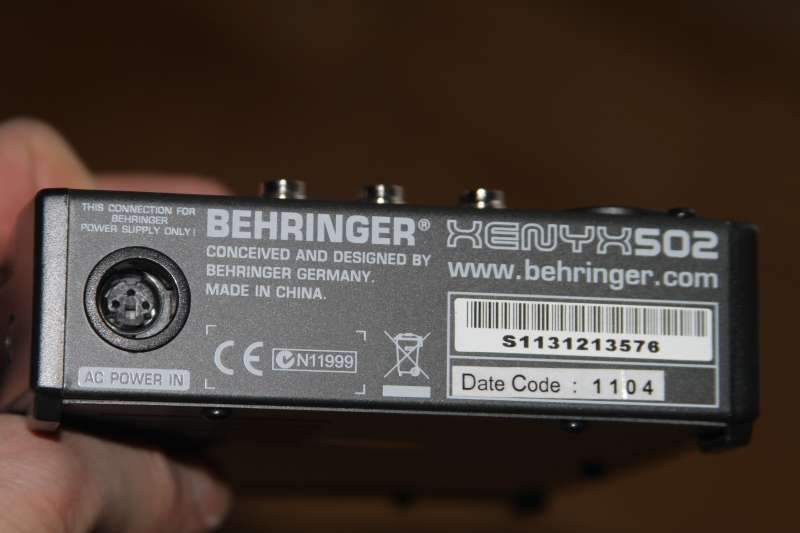 THIS CONNECTION FOR
BEHRINGER
POWER SUPPLY ONLY!
AC POWER IN
BEHRINGER®
CONCEIVED AND DESIGNED BY
BEHRINGER GERMANY.
MADE IN CHINA.
CE N11999
XENYX502
www.behringer.com
S1131213576
Date Code : 1104